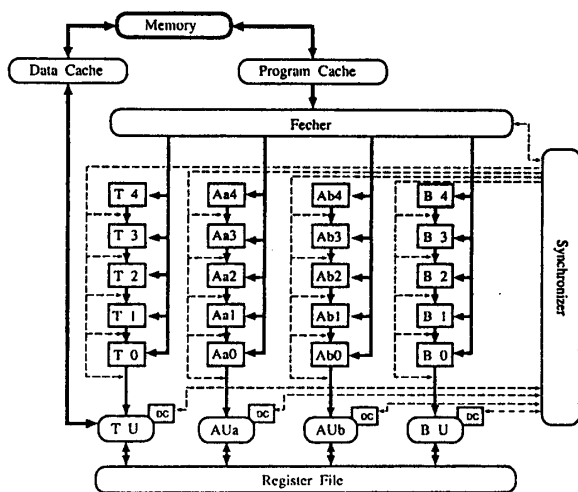 Memory
Data Cache
Program Cache
Fecher
T 4
Aa4
Ab4
B 4
T 3
Aa3
Ab3
B 3
T 2
Aa2
Ab2
B 2
T 1
Aa1
Ab1
B 1
T 0
Aa0
Ab0
B 0
Synchronizer
DC
DC
DC
DC
T U
AUa
AUb
B U
Register File